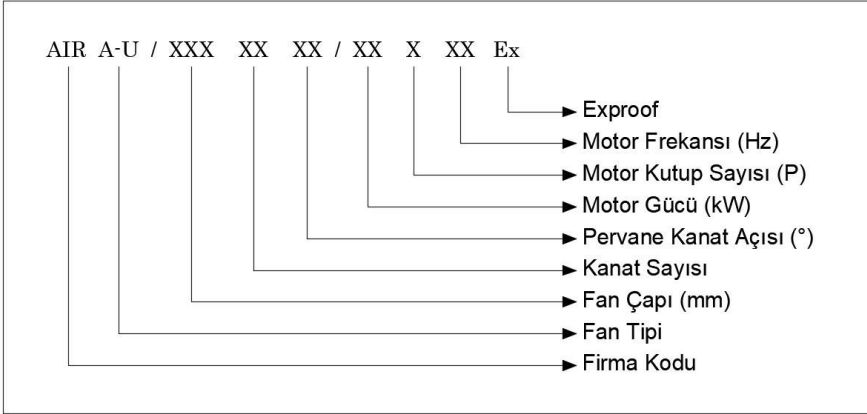 AIR A-U / XXX XX XX / XX X XX Ex
Exproof
Motor Frekansı (Hz)
Motor Kutup Sayısı (P)
Motor Gücü (kW)
Pervane Kanat Açısı (°)
Kanat Sayısı
Fan Çapı (mm)
Fan Tipi
Firma Kodu